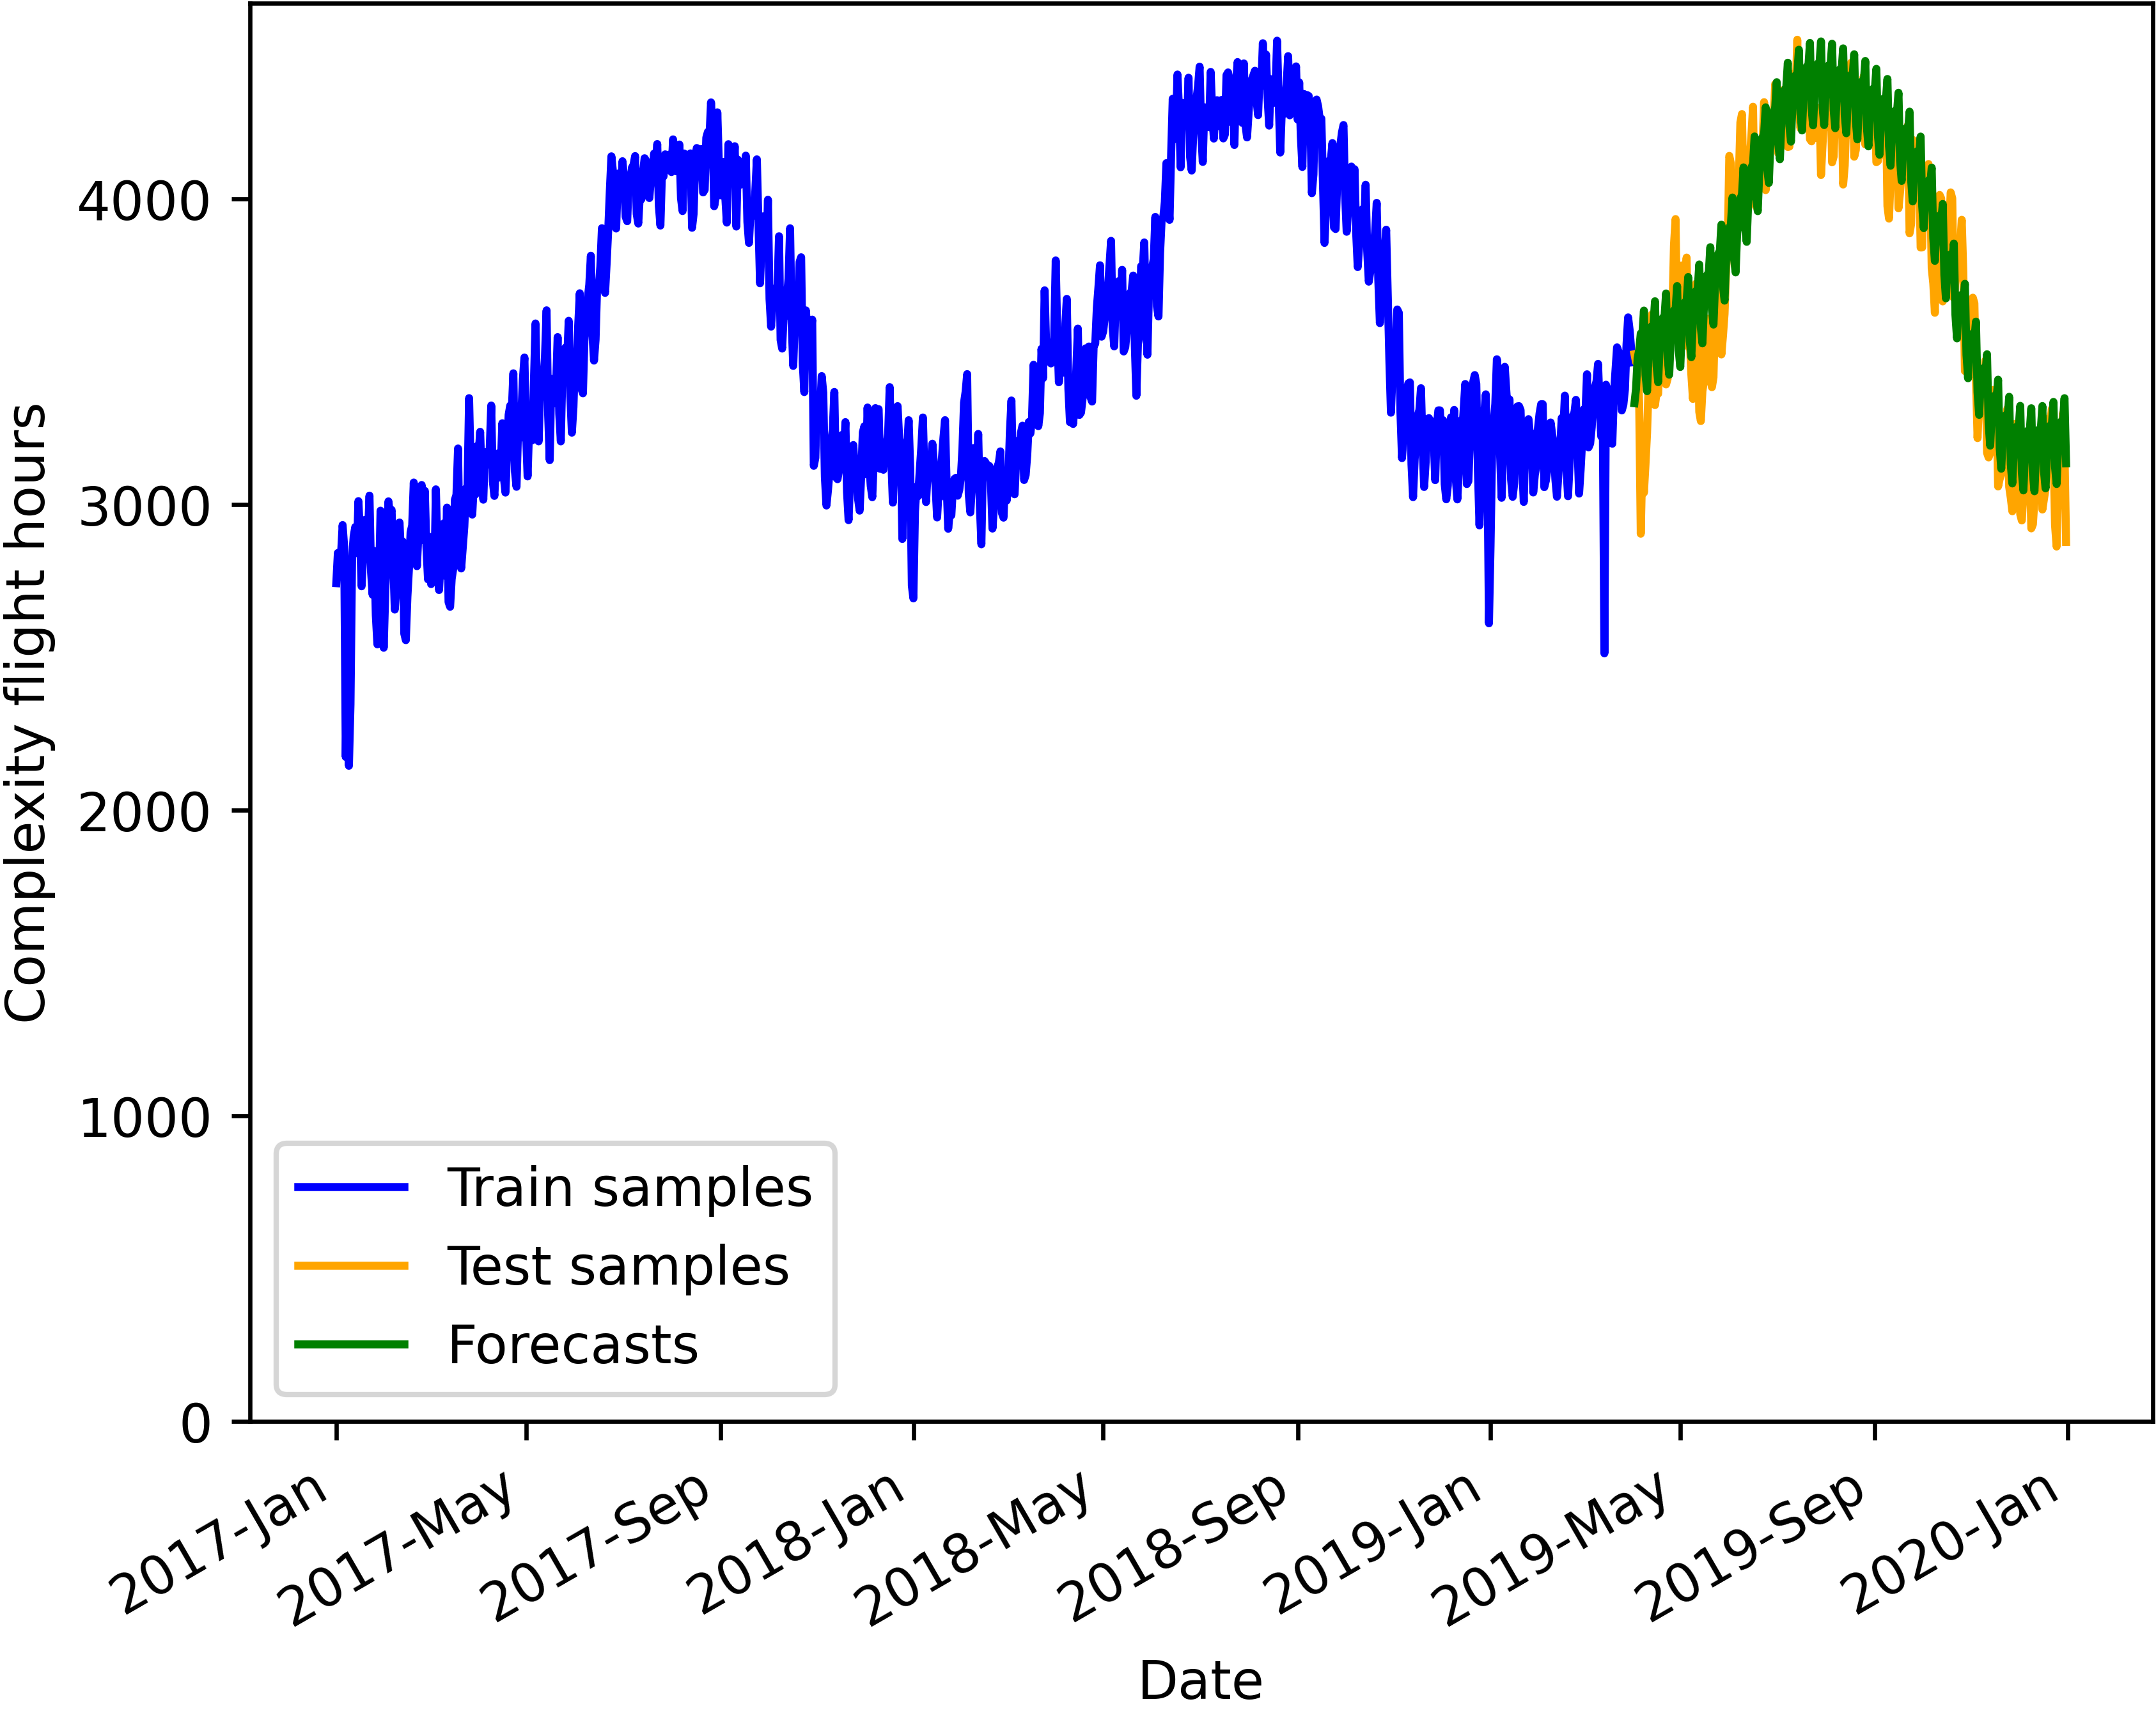 Complexity flight hours
4000
3000
2000
1000
0
Train samples
Test samples
Forecasts
2017-Jan
2017-May
2017-Sep
2018-Jan
2018-May
2018-Sep
2019-Jan
2019-May
2019-Sep
2020-Jan
Date